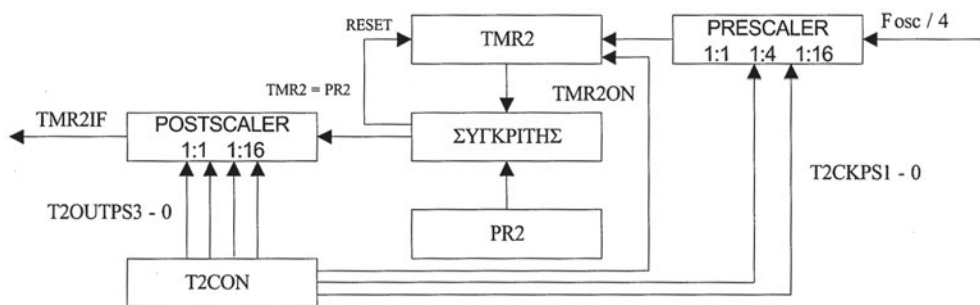 Fosc / 4
PRESCALER
1:1 1:4 1:16
RESET
TMR2
TMR2 = PR2
TMR2ON
TMR2IF
POSTSCALER
1:1 1:16
ΣΥΓΚΡΙΤΗΣ
T2CKPS1 - 0
T2OUTPS3 - 0
PR2
T2CON